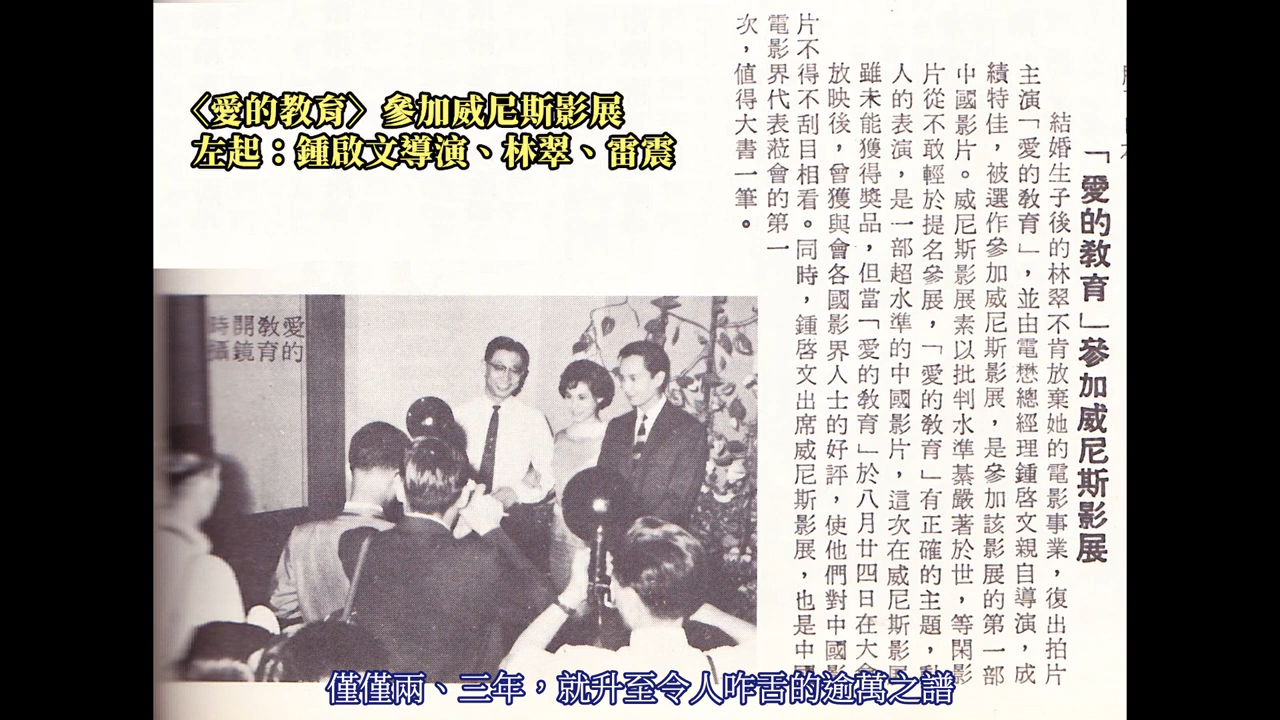 〈愛的教育〉參加威尼斯影展
左起：鍾啟文導演、林翠、雷震
「愛的敎育」參加威尼斯影展
結婚生子後的林翠不肯放棄她的電影事業，復出拍片
主演「愛的敎育」，並由電懋總經理鍾啓文親自導演，成
績特佳，被選作參加威尼斯影展，是參加該影展的第一部
中國影片。威尼斯影展素以批判水準綦嚴著於世，等閑影
片從不敢輕於提名參展，「愛的敎育」有正確的主題，動
人的表演，是一部超水準的中國影片，這次在威尼斯影展
雖未能獲得獎品，但當「愛的敎育」於八月廿四日在大會
放映後，曾獲與會各國影界人士的好評，使他們對中國影
片不得不刮目相看。同時，鍾啓文出席威尼斯影展，也是中國
電影界代表蒞會的第一
次，值得大書一筆。
愛的
敎育
開鏡
時攝
僅僅兩、三年，就升至令人咋舌的逾萬之譜